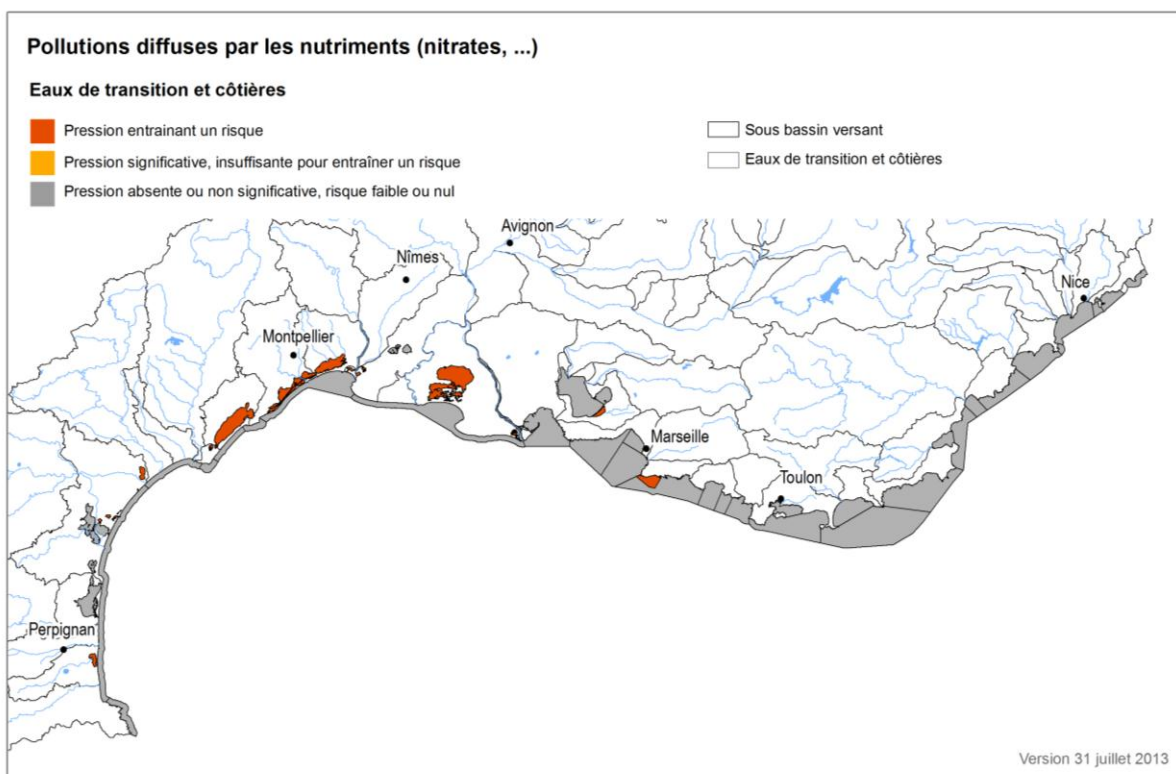 Pollutions diffuses par les nutriments (nitrates, ...)
Eaux de transition et côtières
Pression entrainant un risque
Pression significative, insuffisante pour entraîner un risque
Pression absente ou non significative, risque faible ou nul
Sous bassin versant
Eaux de transition et côtières
Avignon
Nîmes
Nice
Montpellier
Marseille
Toulon
Perpignan
Version 31 juillet 2013